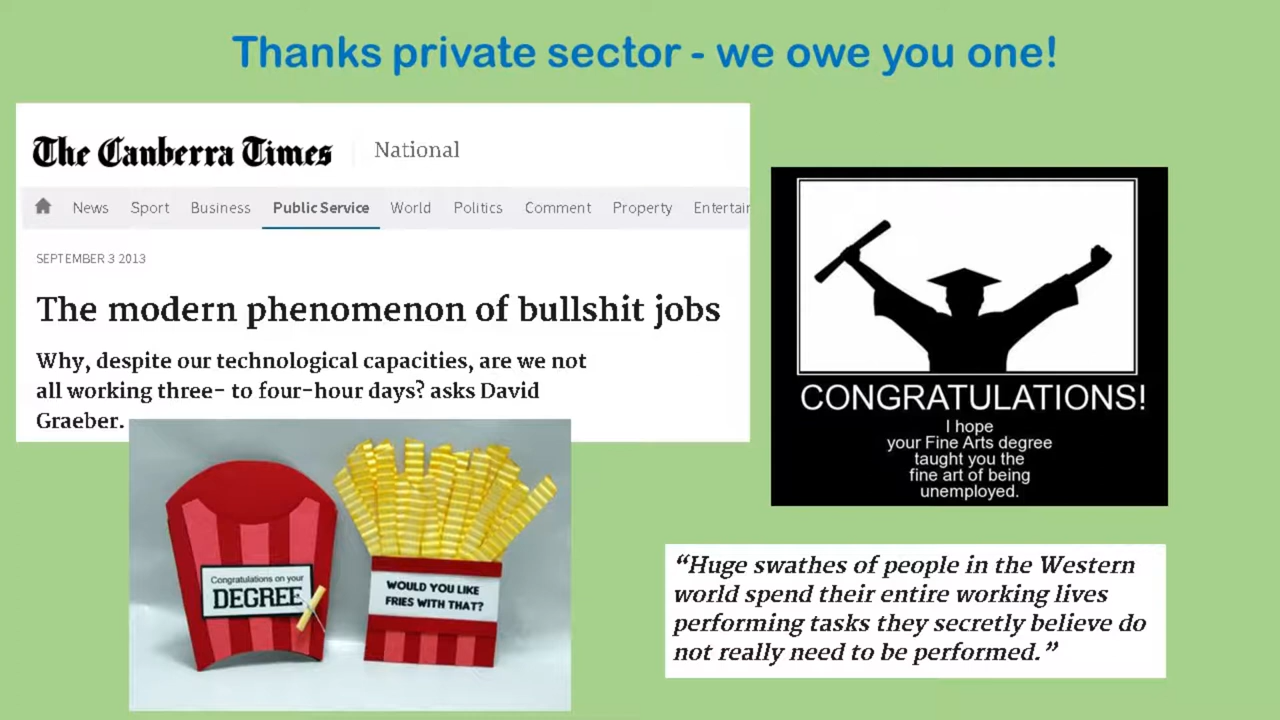 Thanks private sector - we owe you one!
The Canberra Times National
News Sport Business Public Service World Politics Comment Property Entertain
SEPTEMBER 3 2013
The modern phenomenon of bullshit jobs
Why, despite our technological capacities, are we not
all working three- to four-hour days? asks David
Graeber.
CONGRATULATIONS!
I hope
your Fine Arts degree
taught you the
fine art of being
unemployed.
Congratulations on your
DEGREE
WOULD YOU LIKE
FRIES WITH THAT?
“Huge swathes of people in the Western
world spend their entire working lives
performing tasks they secretly believe do
not really need to be performed.”